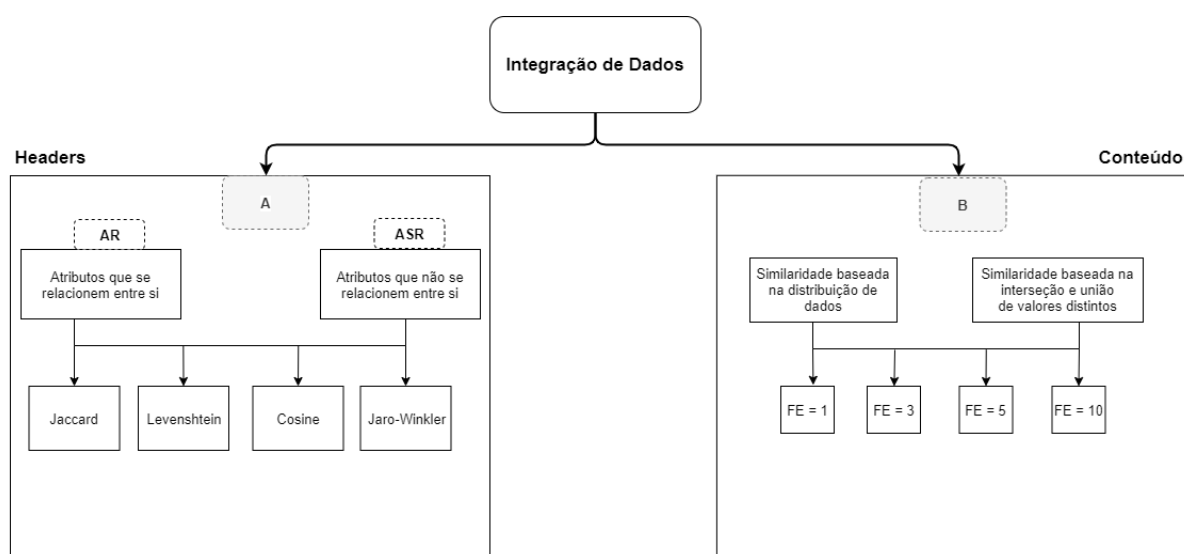 Integração de Dados
Headers
Conteúdo
A
B
AR
ASR
Atributos que se
relacionem entre si
Atributos que não se
relacionem entre si
Similaridade baseada
na distribuição de
dados
Similaridade baseada na
interseção e união
de valores distintos
Jaccard
Levenshtein
Cosine
Jaro-Winkler
FE = 1
FE = 3
FE = 5
FE = 10